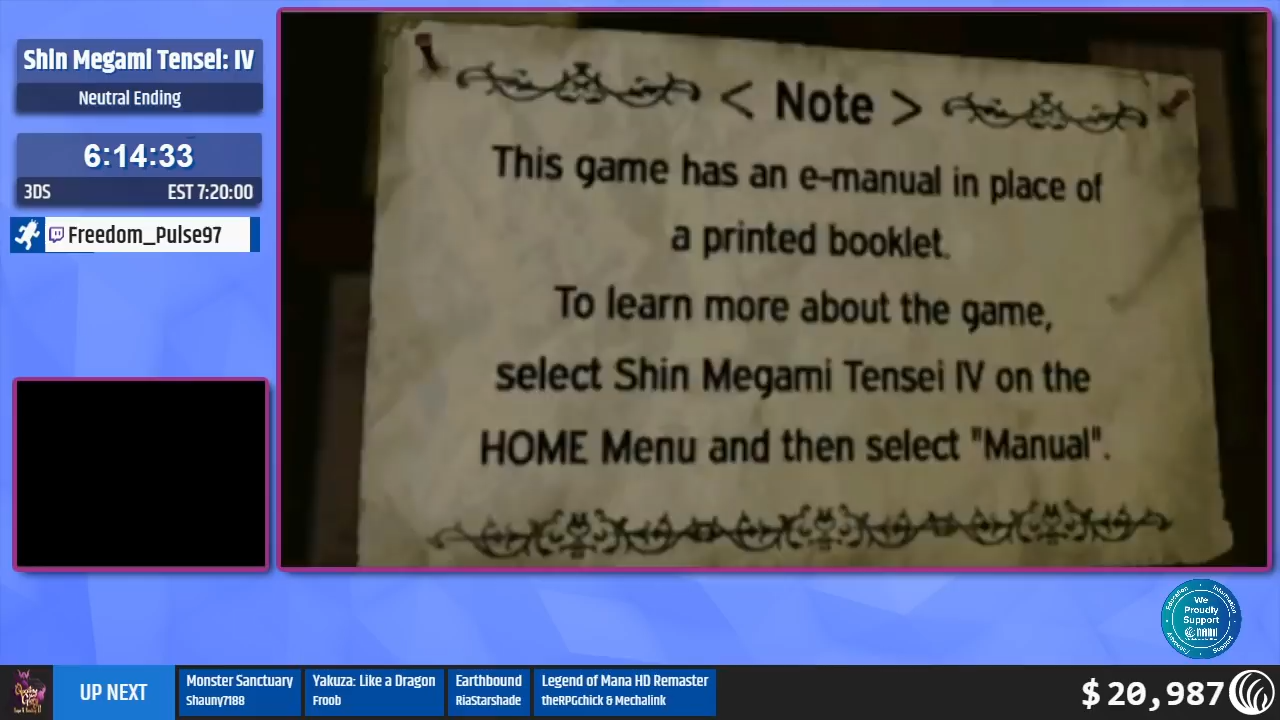 Shin Megami Tensei: IV
Neutral Ending
6:14:33
3DS EST 7:20:00
Freedom_Pulse97
< Note >
This game has an e-manual in place of
a printed booklet.
To learn more about the game,
select Shin Megami Tensei IV on the
HOME Menu and then select "Manual".
We
Proudly
Support
UP NEXT
Monster Sanctuary
Shauny7188
Yakuza: Like a Dragon
Froob
Earthbound
RiaStarshade
Legend of Mana HD Remaster
theRPGchick & Mechalink
$20,987